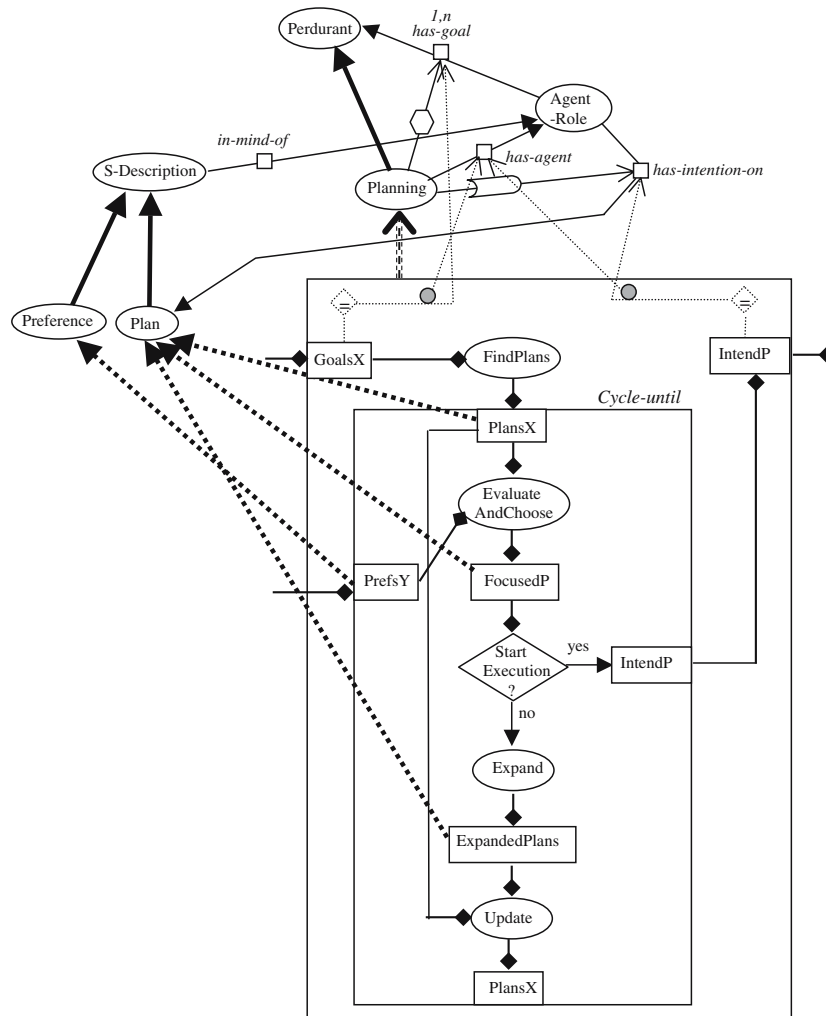 1,n
has-goal
Perdurant
Agent
-Role
in-mind-of
has-agent
S-Description
Planning
has-intention-on
=
=
Preference
Plan
GoalsX
FindPlans
IntendP
Cycle-until
PlansX
Evaluate
AndChoose
PrefsY
FocusedP
Start
Execution
?
yes
IntendP
no
Expand
ExpandedPlans
Update
PlansX